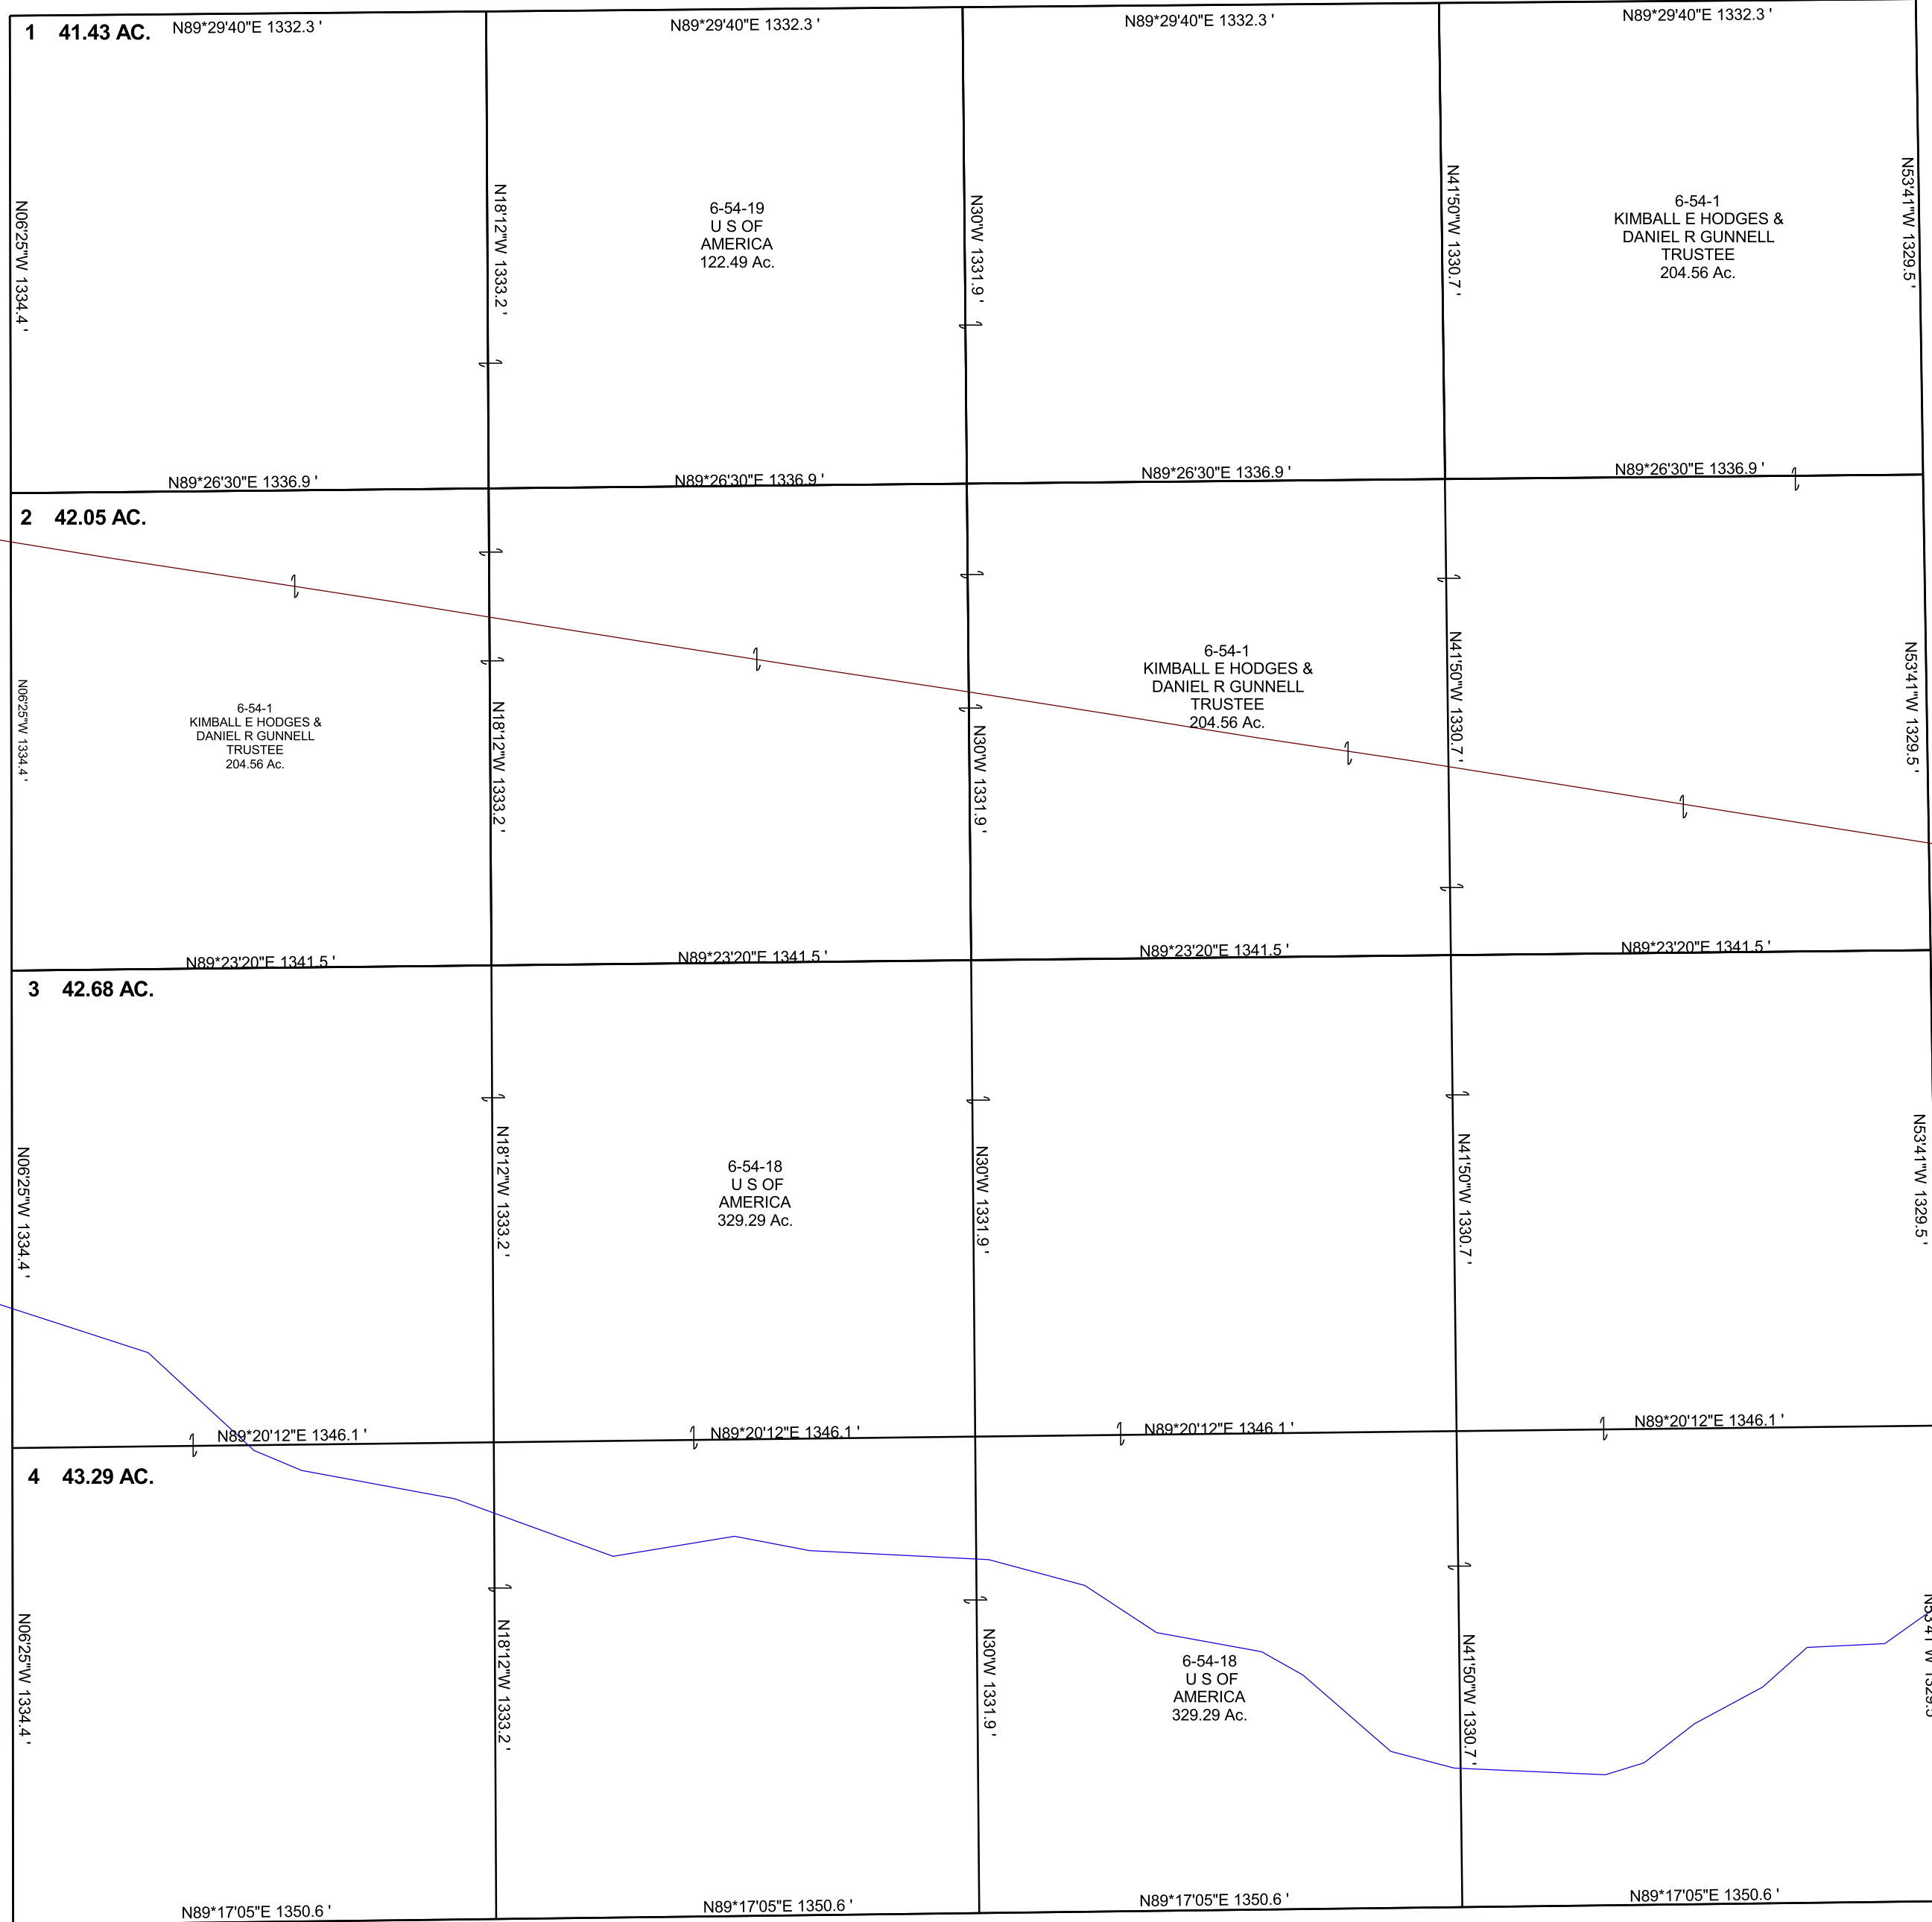 1 41.43 AC.
N89*29'40"E 1332.3 '
N89*29'40"E 1332.3 '
N89*29'40"E 1332.3 '
N89*29'40"E 1332.3 '
N06'25"W 1334.4 '
N18'12"W 1333.2 '
6-54-19
U S OF
AMERICA
122.49 Ac.
N30'W 1331.9 '
N41'50"W 1330.7 '
6-54-1
KIMBALL E HODGES &
DANIEL R GUNNELL
TRUSTEE
204.56 Ac.
N53'41"W 1329.5 '
N89*26'30"E 1336.9 '
N89*26'30"E 1336.9 '
N89*26'30"E 1336.9 '
N89*26'30"E 1336.9 '
2 42.05 AC.
N06'25"W 1334.4 '
6-54-1
KIMBALL E HODGES &
DANIEL R GUNNELL
TRUSTEE
204.56 Ac.
N18'12"W 1333.2 '
N30'W 1331.9 '
6-54-1
KIMBALL E HODGES &
DANIEL R GUNNELL
TRUSTEE
204.56 Ac.
N41'50"W 1330.7 '
N53'41"W 1329.5 '
N89*23'20"E 1341.5 '
N89*23'20"E 1341.5 '
N89*23'20"E 1341.5 '
N89*23'20"E 1341.5 '
3 42.68 AC.
N06'25"W 1334.4 '
N18'12"W 1333.2 '
6-54-18
U S OF
AMERICA
329.29 Ac.
N30'W 1331.9 '
N41'50"W 1330.7 '
N53'41"W 1329.5 '
N89*20'12"E 1346.1 '
N89*20'12"E 1346.1 '
N89*20'12"E 1346.1 '
N89*20'12"E 1346.1 '
4 43.29 AC.
N06'25"W 1334.4 '
N18'12"W 1333.2 '
N30'W 1331.9 '
6-54-18
U S OF
AMERICA
329.29 Ac.
N41'50"W 1330.7 '
N53'41"W 1329.5
N89*17'05"E 1350.6 '
N89*17'05"E 1350.6 '
N89*17'05"E 1350.6 '
N89*17'05"E 1350.6 '